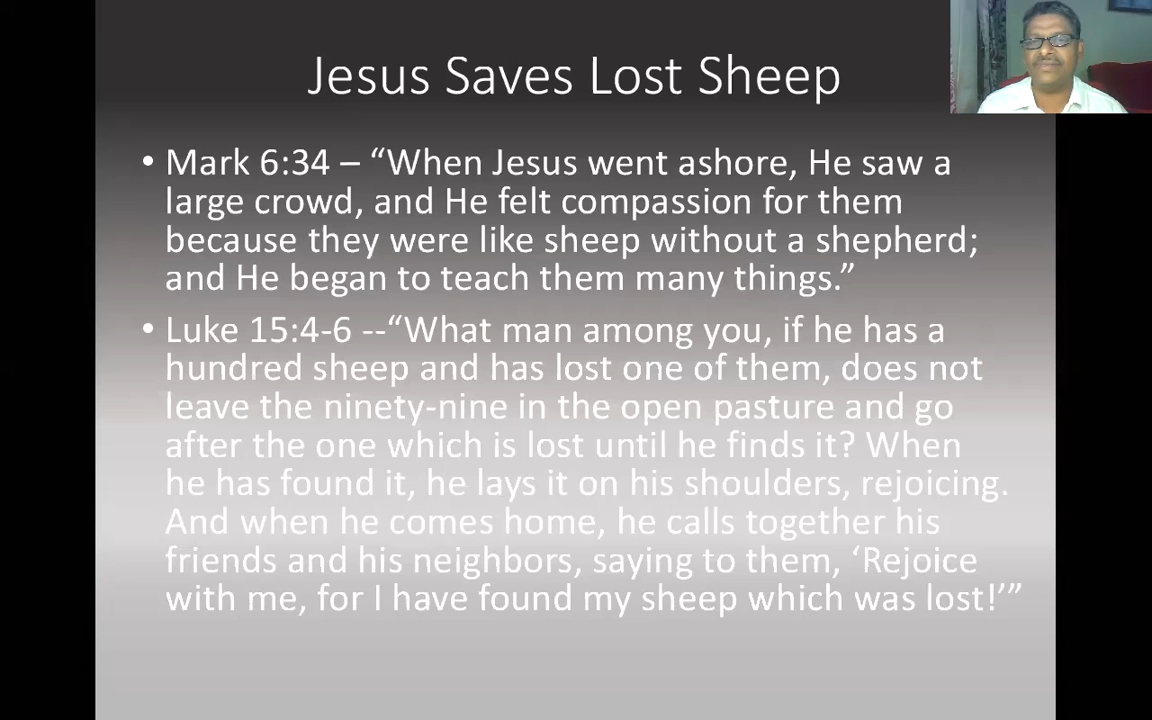 Jesus Saves Lost Sheep
• Mark 6:34 – “When Jesus went ashore, He saw a
large crowd, and He felt compassion for them
because they were like sheep without a shepherd;
and He began to teach them many things.”
• Luke 15:4-6 --“What man among you, if he has a
hundred sheep and has lost one of them, does not
leave the ninety-nine in the open pasture and go
after the one which is lost until he finds it? When
he has found it, he lays it on his shoulders, rejoicing.
And when he comes home, he calls together his
friends and his neighbors, saying to them, ‘Rejoice
with me, for I have found my sheep which was lost!’”